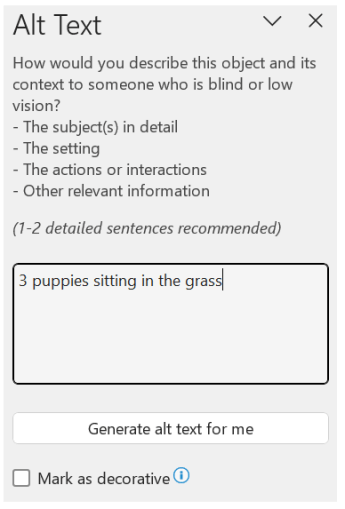 Alt Text
How would you describe this object and its
context to someone who is blind or low
vision?
- The subject(s) in detail
- The setting
- The actions or interactions
- Other relevant information
(1-2 detailed sentences recommended)
3 puppies sitting in the grass
Generate alt text for me
Mark as decorative